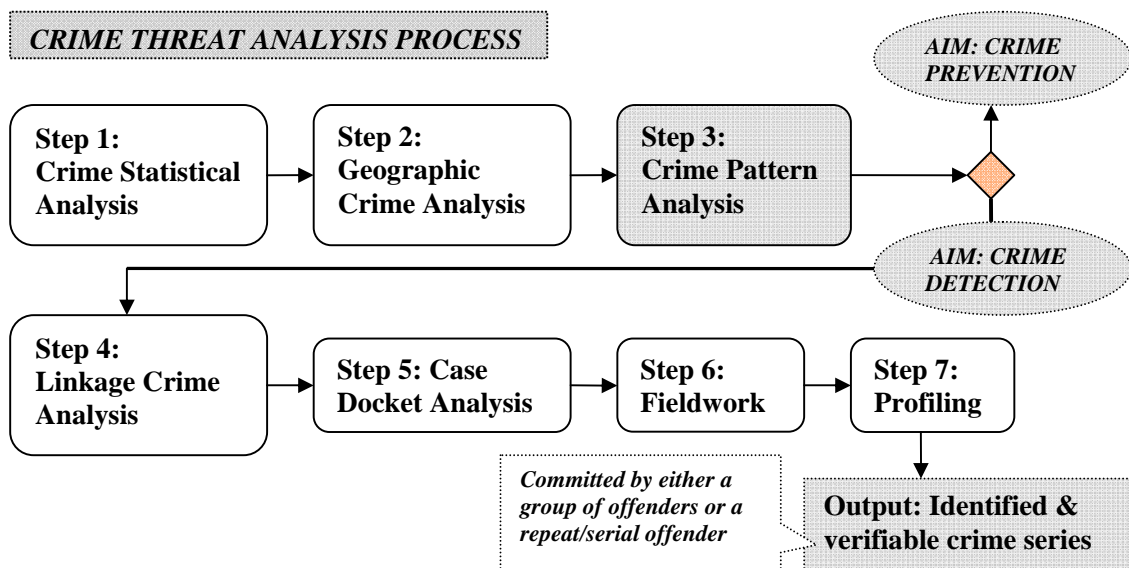 CRIME THREAT ANALYSIS PROCESS
AIM: CRIME
PREVENTION
Step 1:
Crime Statistical
Analysis
Step 2:
Geographic
Crime Analysis
Step 3:
Crime Pattern
Analysis
AIM: CRIME
DETECTION
Step 4:
Linkage Crime
Analysis
Step 5: Case
Docket Analysis
Step 6:
Fieldwork
Step 7:
Profiling
Committed by either a
group of offenders or a
repeat/serial offender
Output: Identified &
verifiable crime series